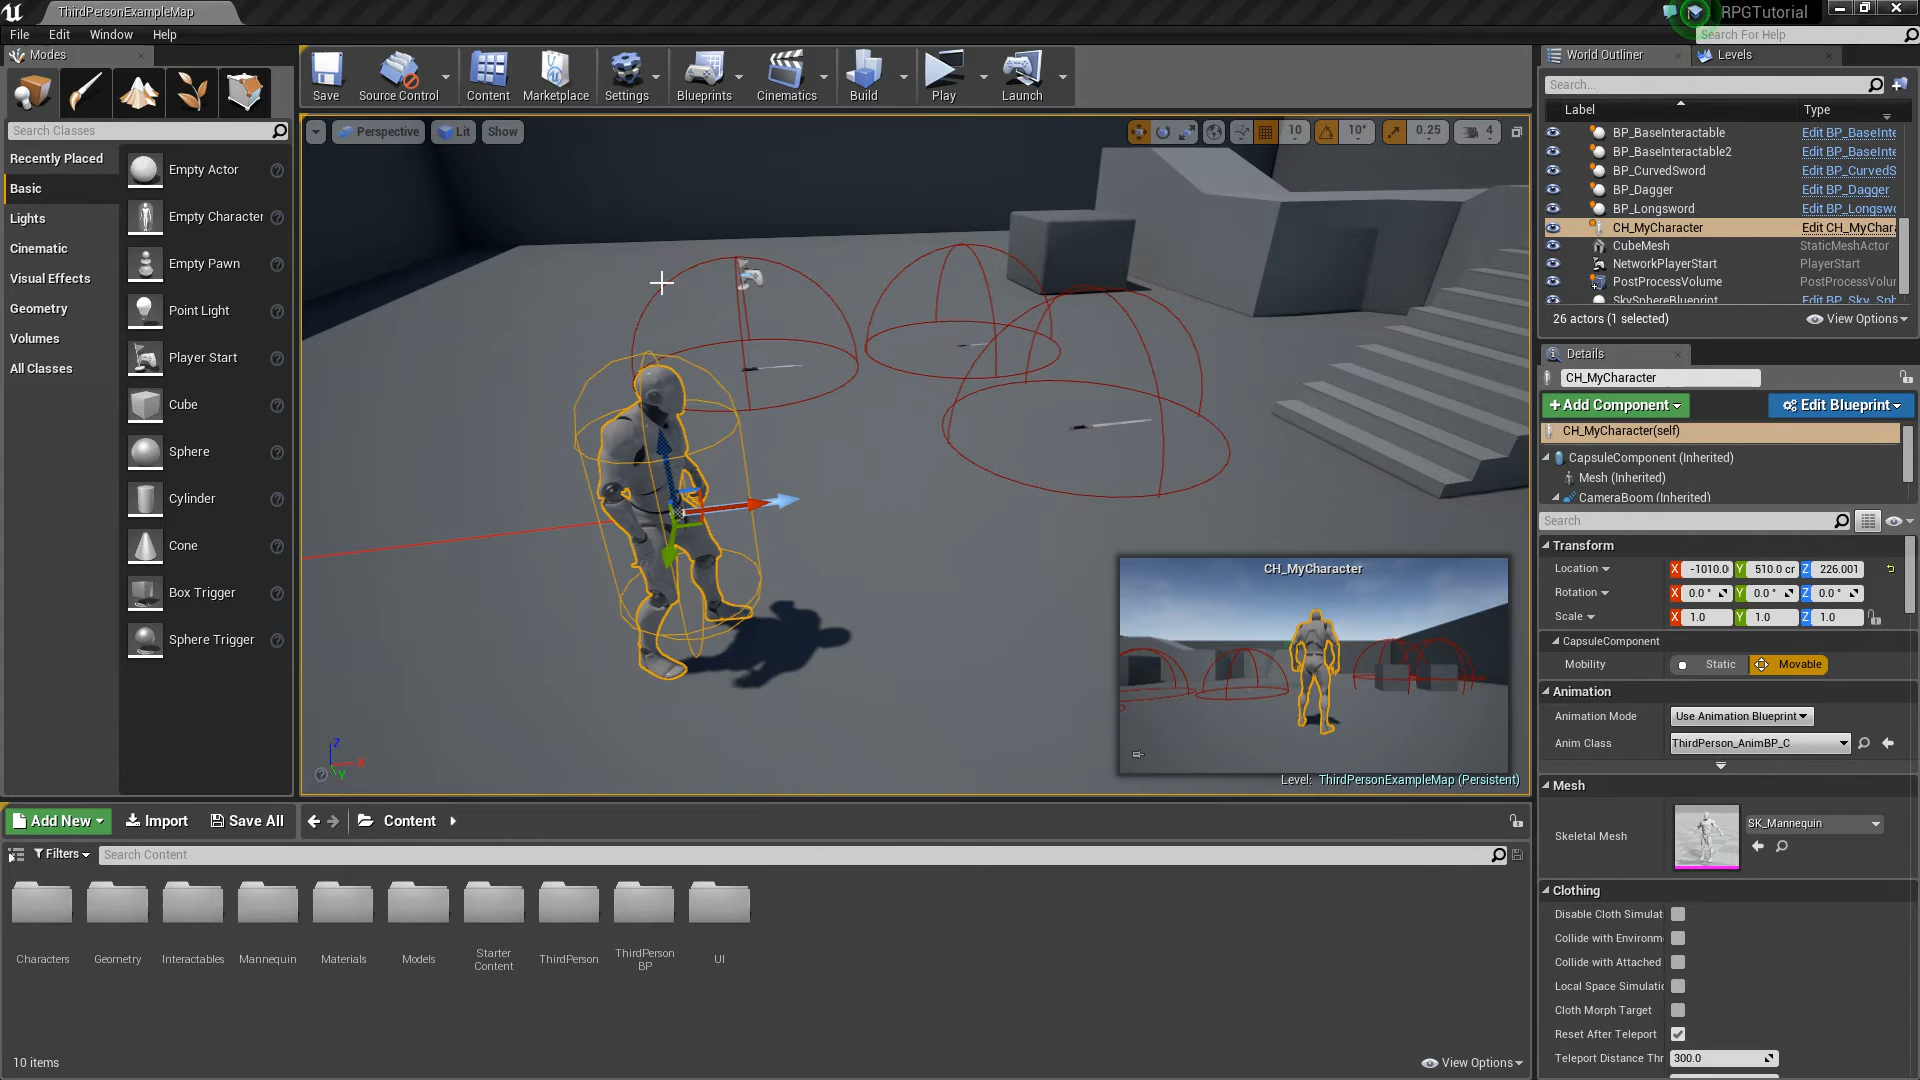 ThirdPersonExampleMap
RPGTutorial
File Edit Window Help
Search For Help
Modes
Search Classes
Recently Placed
Basic
Lights
Cinematic
Visual Effects
Geometry
Volumes
All Classes
Empty Actor
Empty Character
Empty Pawn
Point Light
Player Start
Cube
Sphere
Cylinder
Cone
Box Trigger
Sphere Trigger
Save
Source Control
Content
Marketplace
Settings
Blueprints
Cinematics
Build
Play
Launch
Perspective Lit Show
10 10° 0.25 4
CH_MyCharacter
Level: ThirdPersonExampleMap (Persistent)
Z
X
Y
World Outliner Levels
Search...
Label Type
BP_BaseInteractable Edit BP_BaseInte
BP_BaseInteractable2 Edit BP_BaseInte
BP_CurvedSword Edit BP_CurvedS
BP_Dagger Edit BP_Dagger
BP_Longsword Edit BP_Longswo
CH_MyCharacter Edit CH_MyChara
CubeMesh StaticMeshActor
NetworkPlayerStart PlayerStart
PostProcessVolume PostProcessVolu
SkySphereBlueprint Edit BP_Sky_Sph
26 actors (1 selected) View Options
Details
CH_MyCharacter
+Add Component Edit Blueprint
CH_MyCharacter(self)
CapsuleComponent (Inherited)
Mesh (Inherited)
CameraBoom (Inherited)
Search
Transform
Location X -1010.0 Y 510.0 cr Z 226.001
Rotation X 0.0 ° Y 0.0 ° Z 0.0 °
Scale X 1.0 Y 1.0 Z 1.0
CapsuleComponent
Mobility Static Movable
Animation
Animation Mode Use Animation Blueprint
Anim Class ThirdPerson_AnimBP_C
Mesh
Skeletal Mesh SK_Mannequin
Clothing
Disable Cloth Simulat
Collide with Environm
Collide with Attached
Local Space Simulatio
Cloth Morph Target
Reset After Teleport
Teleport Distance Thr 300.0
Add New Import Save All Content
Filters Search Content
Characters
Geometry
Interactables
Mannequin
Materials
Models
Starter
Content
ThirdPerson
ThirdPerson
BP
UI
10 items View Options